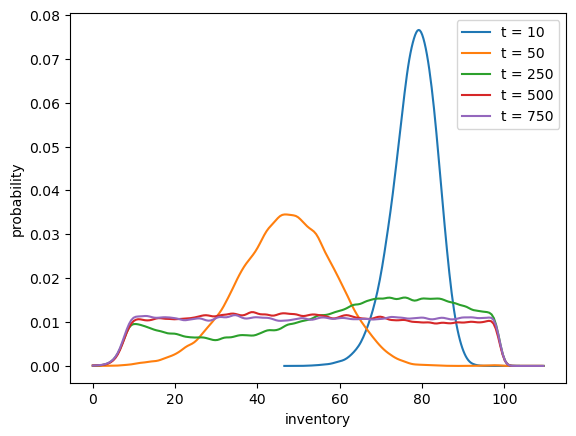 0.08
0.07
0.06
0.05
0.04
0.03
0.02
0.01
0.00
probability
0 20 40 60 80 100
inventory
t = 10
t = 50
t = 250
t = 500
t = 750